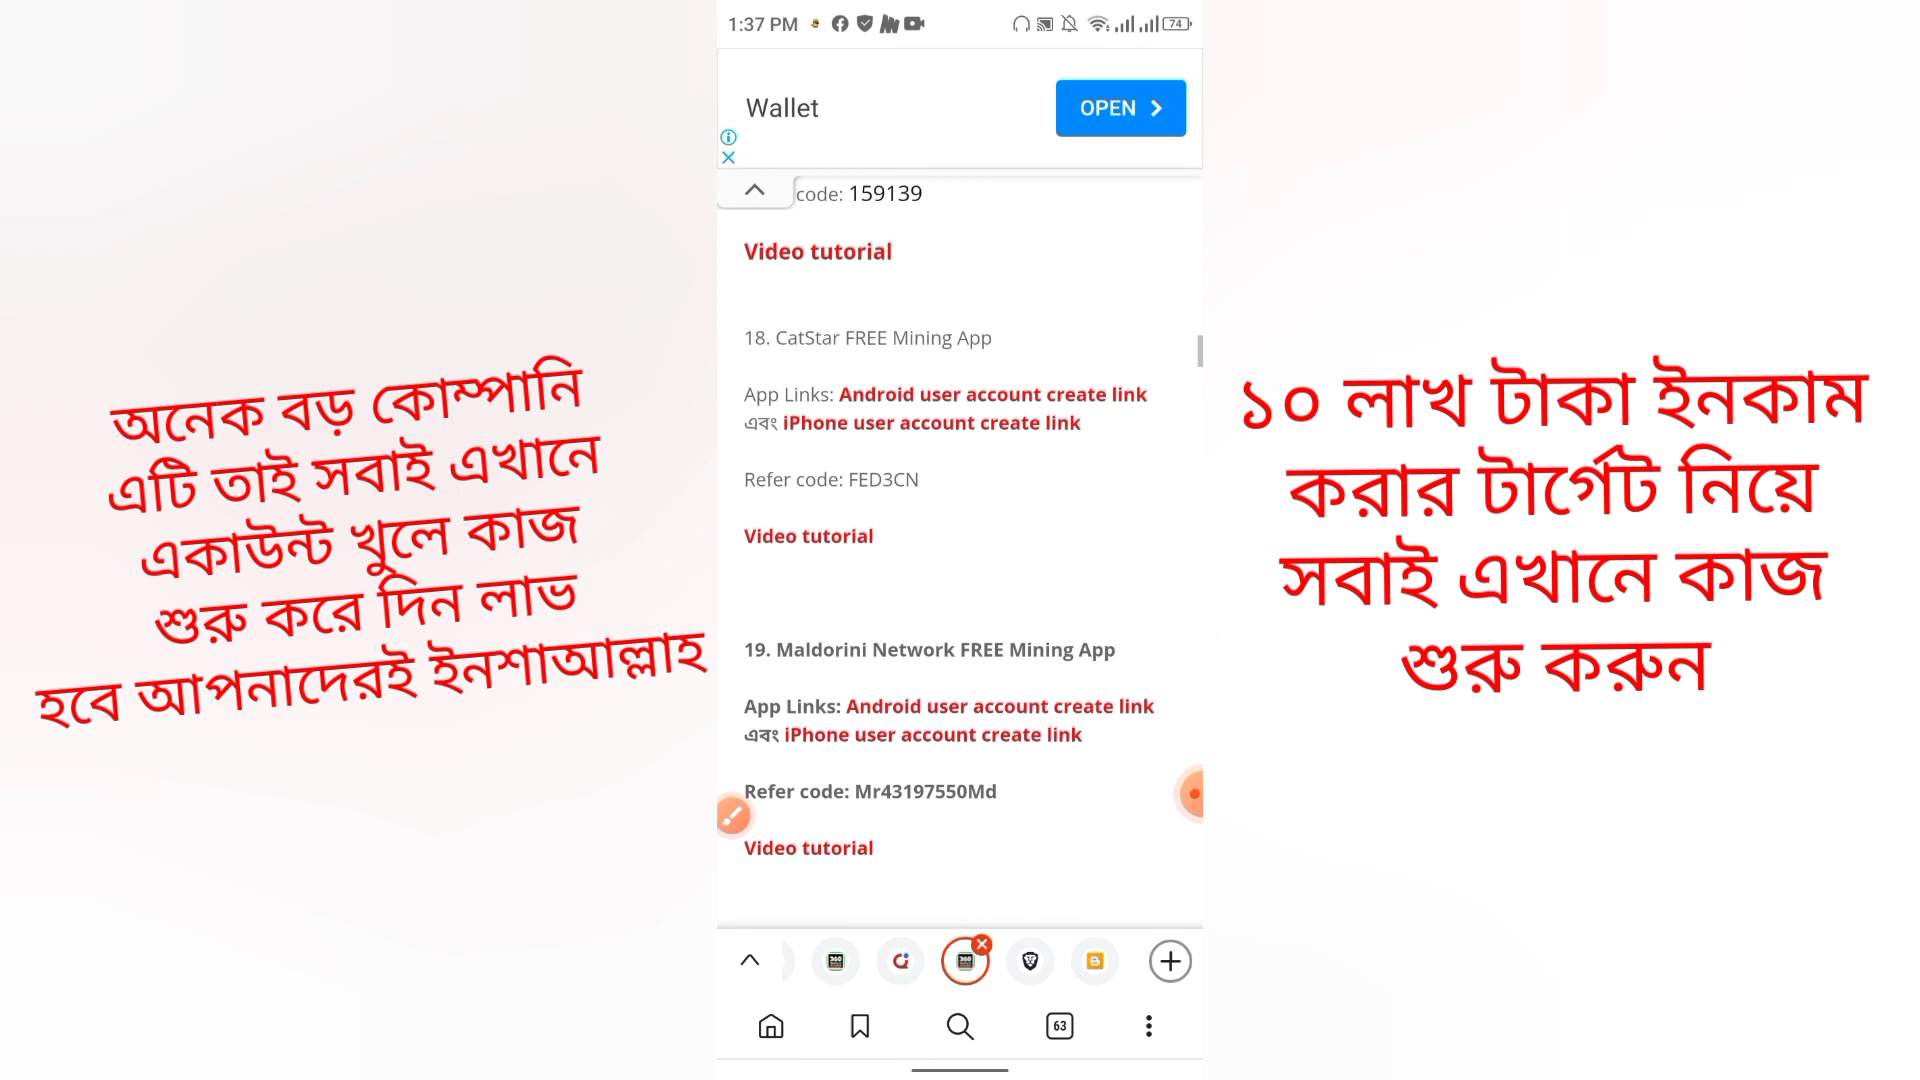 1:37 PM
74
Wallet
OPEN
code: 159139
Video tutorial
18. CatStar FREE Mining App
App Links: Android user account create link
এবং iPhone user account create link
Refer code: FED3CN
Video tutorial
19. Maldorini Network FREE Mining App
App Links: Android user account create link
এবং iPhone user account create link
Refer code: Mr43197550Md
Video tutorial
63
অনেক বড় কোম্পানি
এটি তাই সবাই এখানে
একাউন্ট খুলে কাজ
শুরু করে দিন লাভ
হবে আপনাদেরই ইনশাআল্লাহ
১০ লাখ টাকা ইনকাম
করার টার্গেট নিয়ে
সবাই এখানে কাজ
শুরু করুন